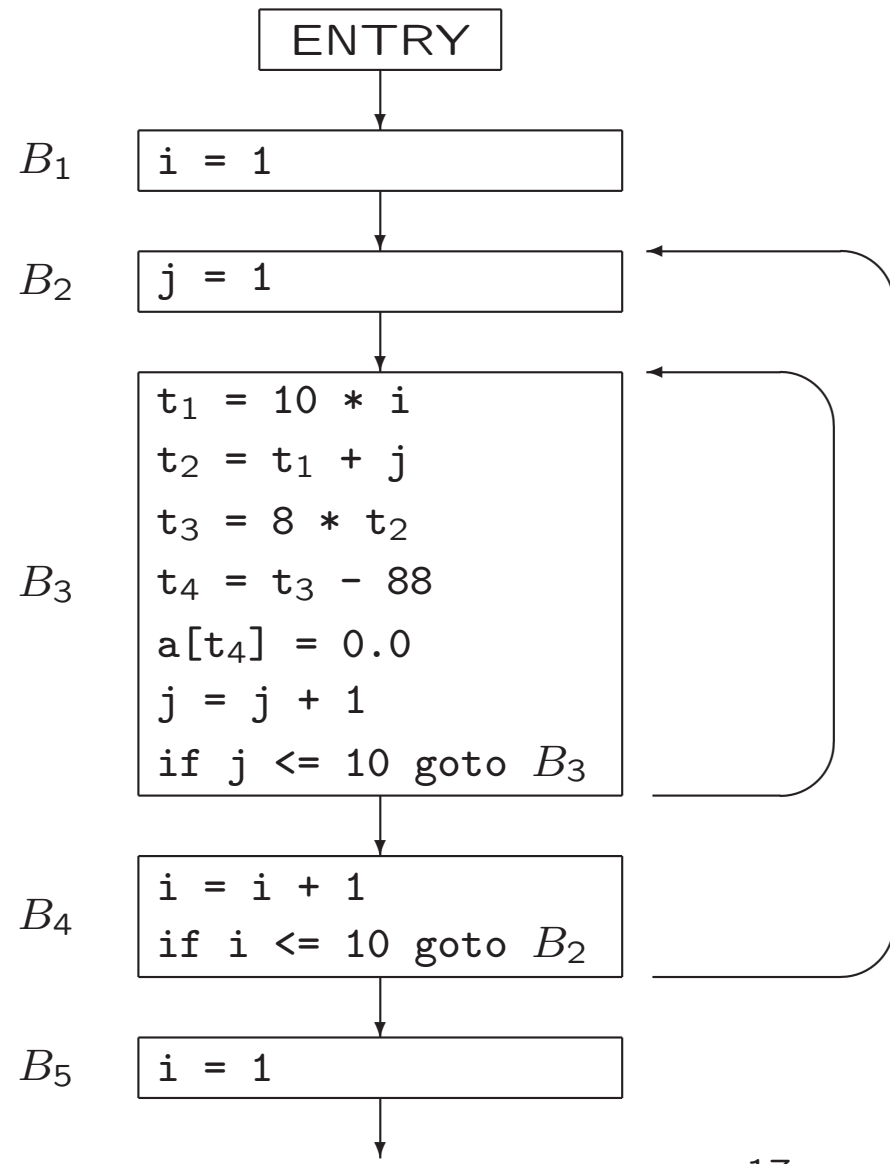 ENTRY
B₁
i = 1
B₂
j = 1
B₃
t₁ = 10 * i
t₂ = t₁ + j
t₃ = 8 * t₂
t₄ = t₃ - 88
a[t₄] = 0.0
j = j + 1
if j <= 10 goto B₃
B₄
i = i + 1
if i <= 10 goto B₂
B₅
i = 1